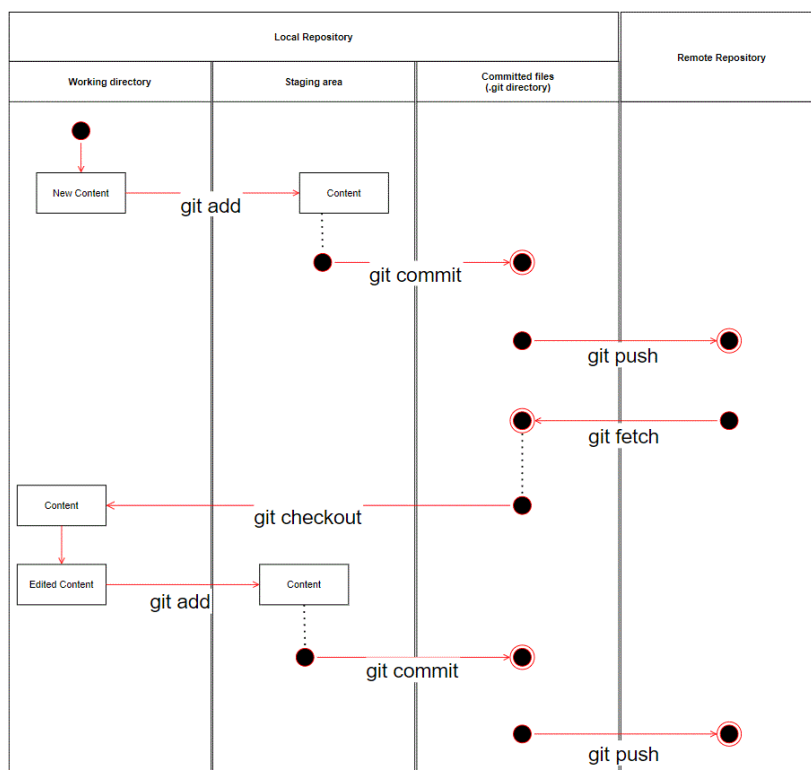 Local Repository
Remote Repository
Working directory
Staging area
Committed files
(.git directory)
New Content
git add
Content
git commit
git push
git fetch
Content
git checkout
Edited Content
git add
Content
git commit
git push